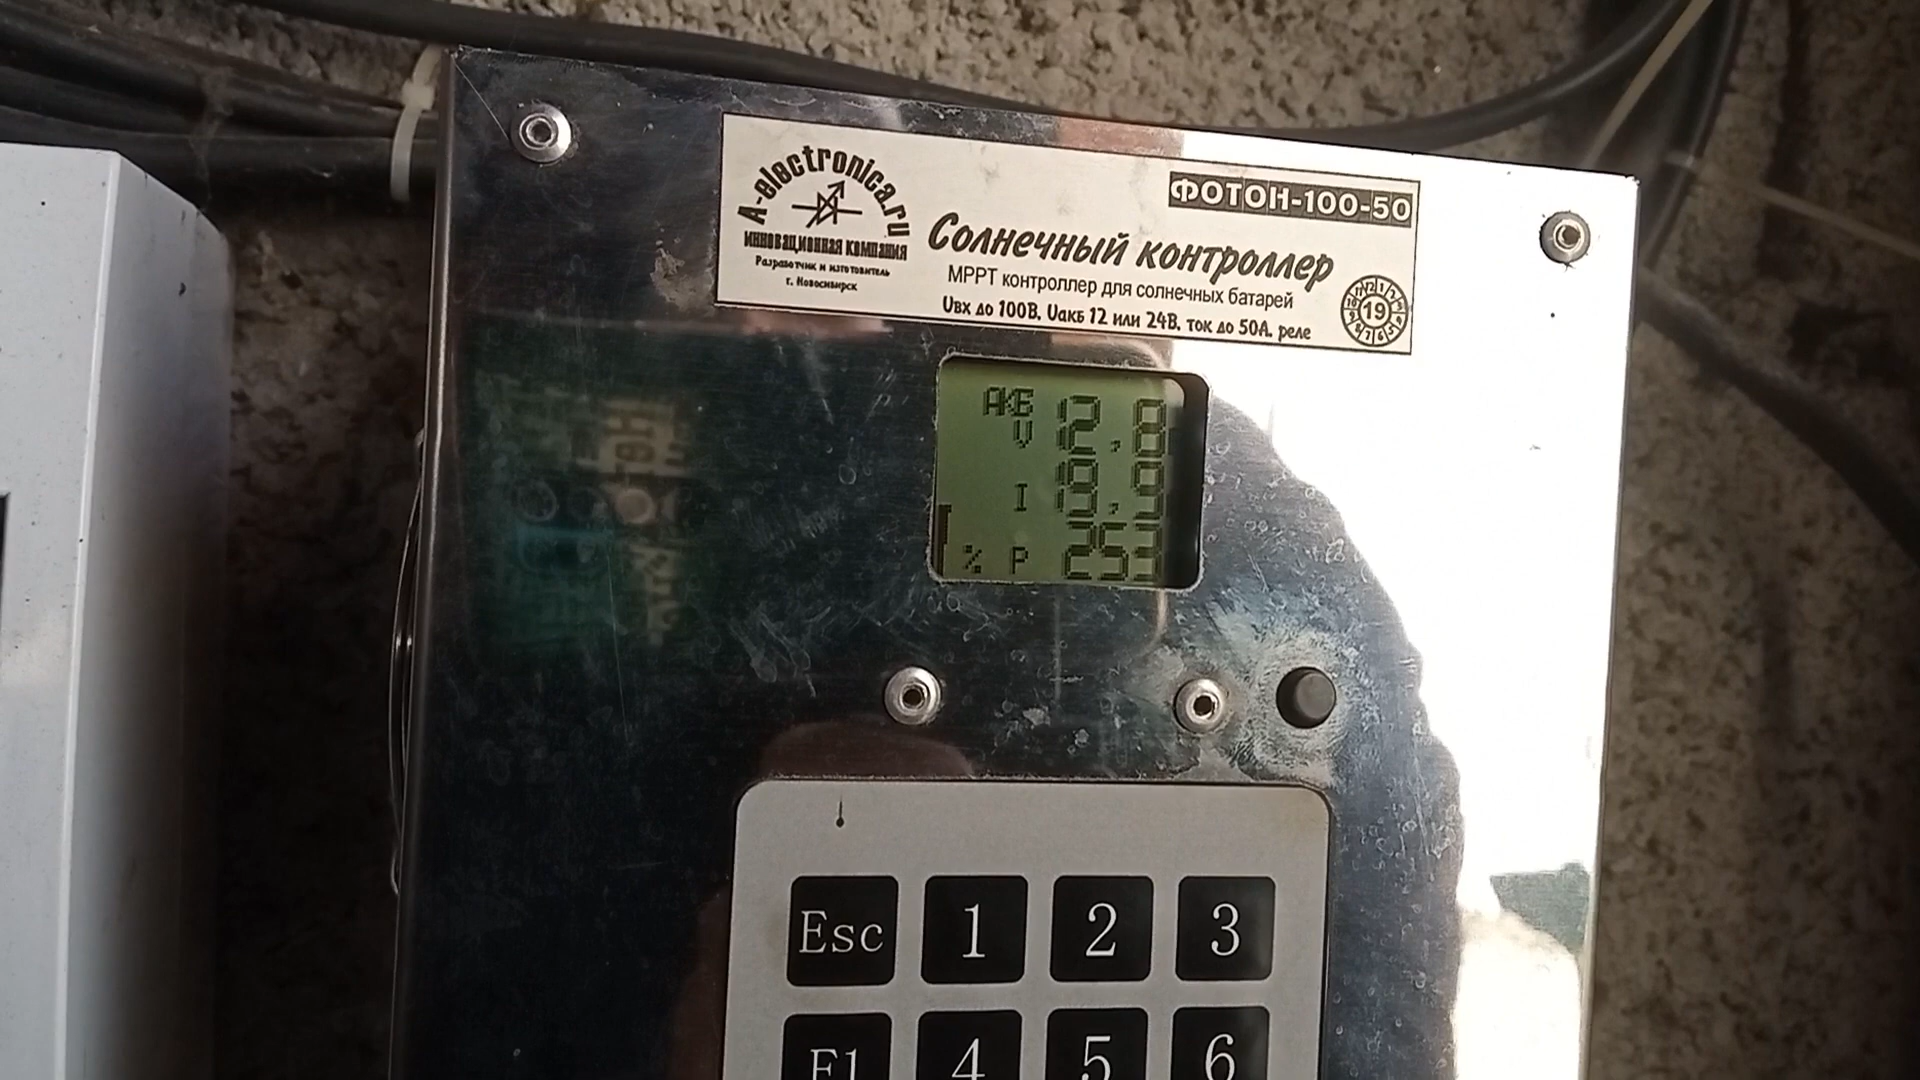 A-electronica.ru
инновационная компания
Разработчик и изготовитель
г. Новосибирск
ФОТОН-100-50
Солнечный контроллер
МРРТ контроллер для солнечных батарей
Uвх до 100В, Uакб 12 или 24В, ток до 50А, реле
19
АКБ
V 12,8
I 19,9
% P 253
Esc 1 2 3
F1 4 5 6